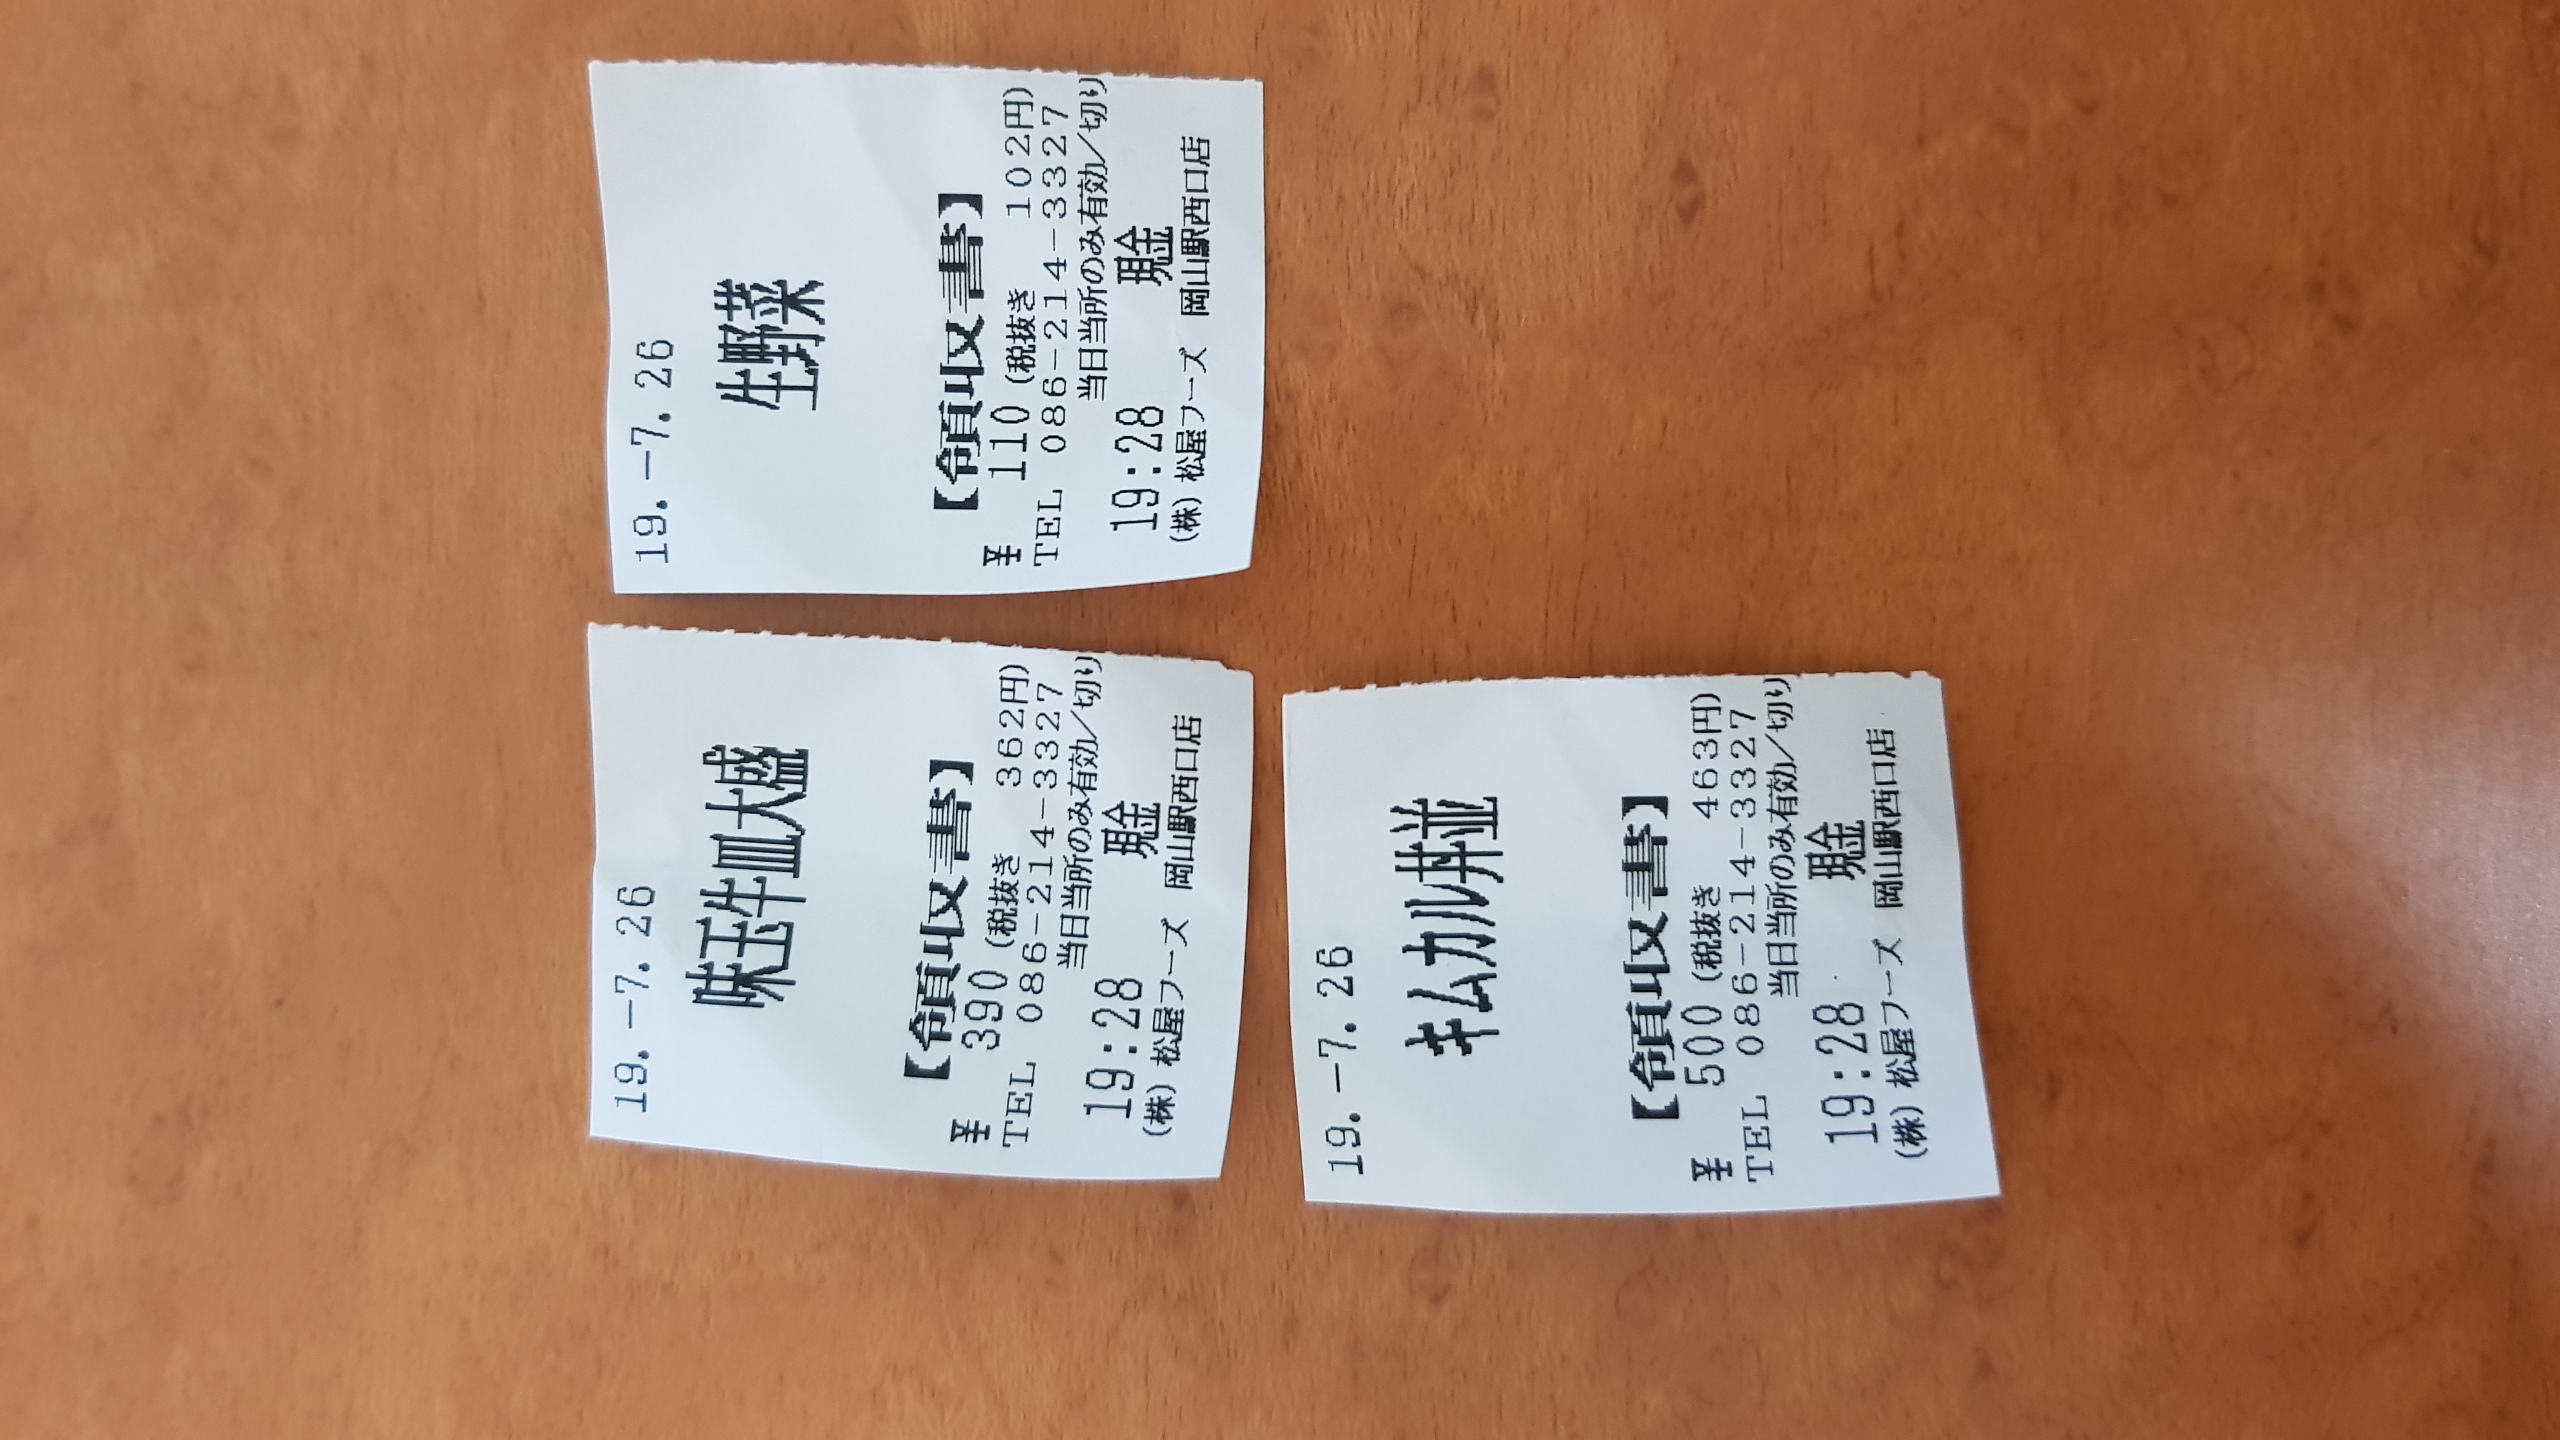 19.-7.26
味玉牛皿大盛
【領収書】
¥ 390(税抜き 362円)
TEL 086-214-3327
当日当所のみ有効/切り
19:28 現金
(株)松屋フーズ 岡山駅西口店
19.-7.26
生野菜
【領収書】
¥ 110(税抜き 102円)
TEL 086-214-3327
当日当所のみ有効/切り
19:28 現金
(株)松屋フーズ 岡山駅西口店
19.-7.26
キムカル丼並
【領収書】
¥ 500(税抜き 463円)
TEL 086-214-3327
当日当所のみ有効/切り
19:28 現金
(株)松屋フーズ 岡山駅西口店